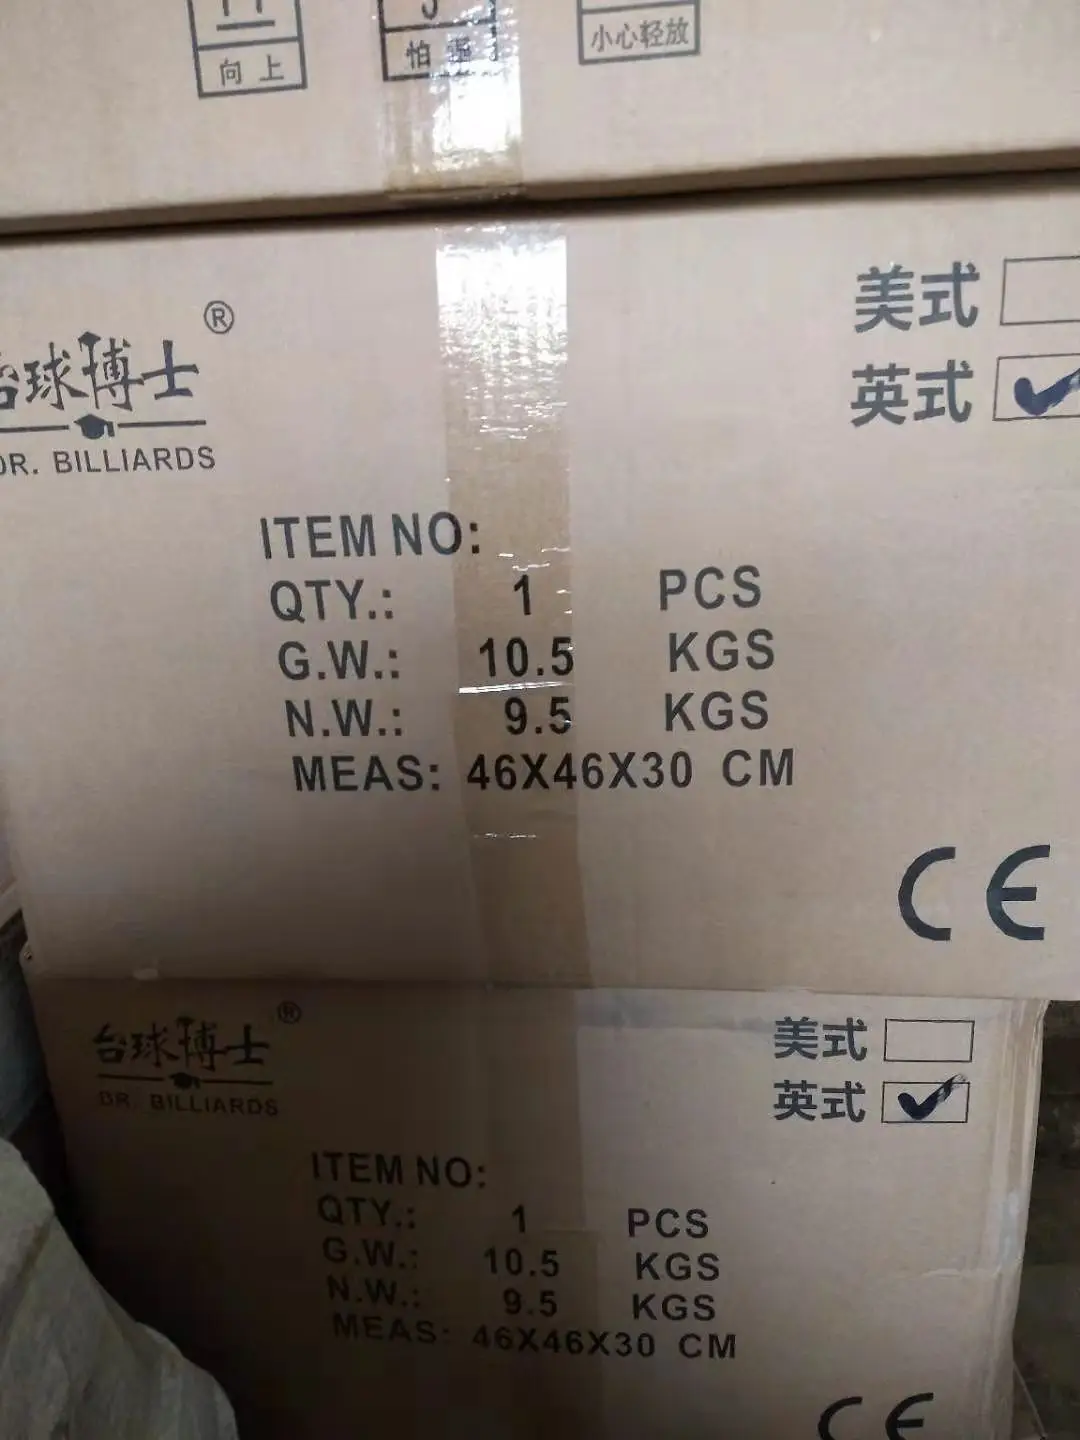 向上
怕
小心轻放
台球博士®
DR. BILLIARDS
美式
英式
ITEM NO:
QTY.: 1 PCS
G.W.: 10.5 KGS
N.W.: 9.5 KGS
MEAS: 46X46X30 CM
CE
台球博士®
DR. BILLIARDS
美式
英式
ITEM NO:
QTY.: 1 PCS
G.W.: 10.5 KGS
N.W.: 9.5 KGS
MEAS: 46X46X30 CM
CE